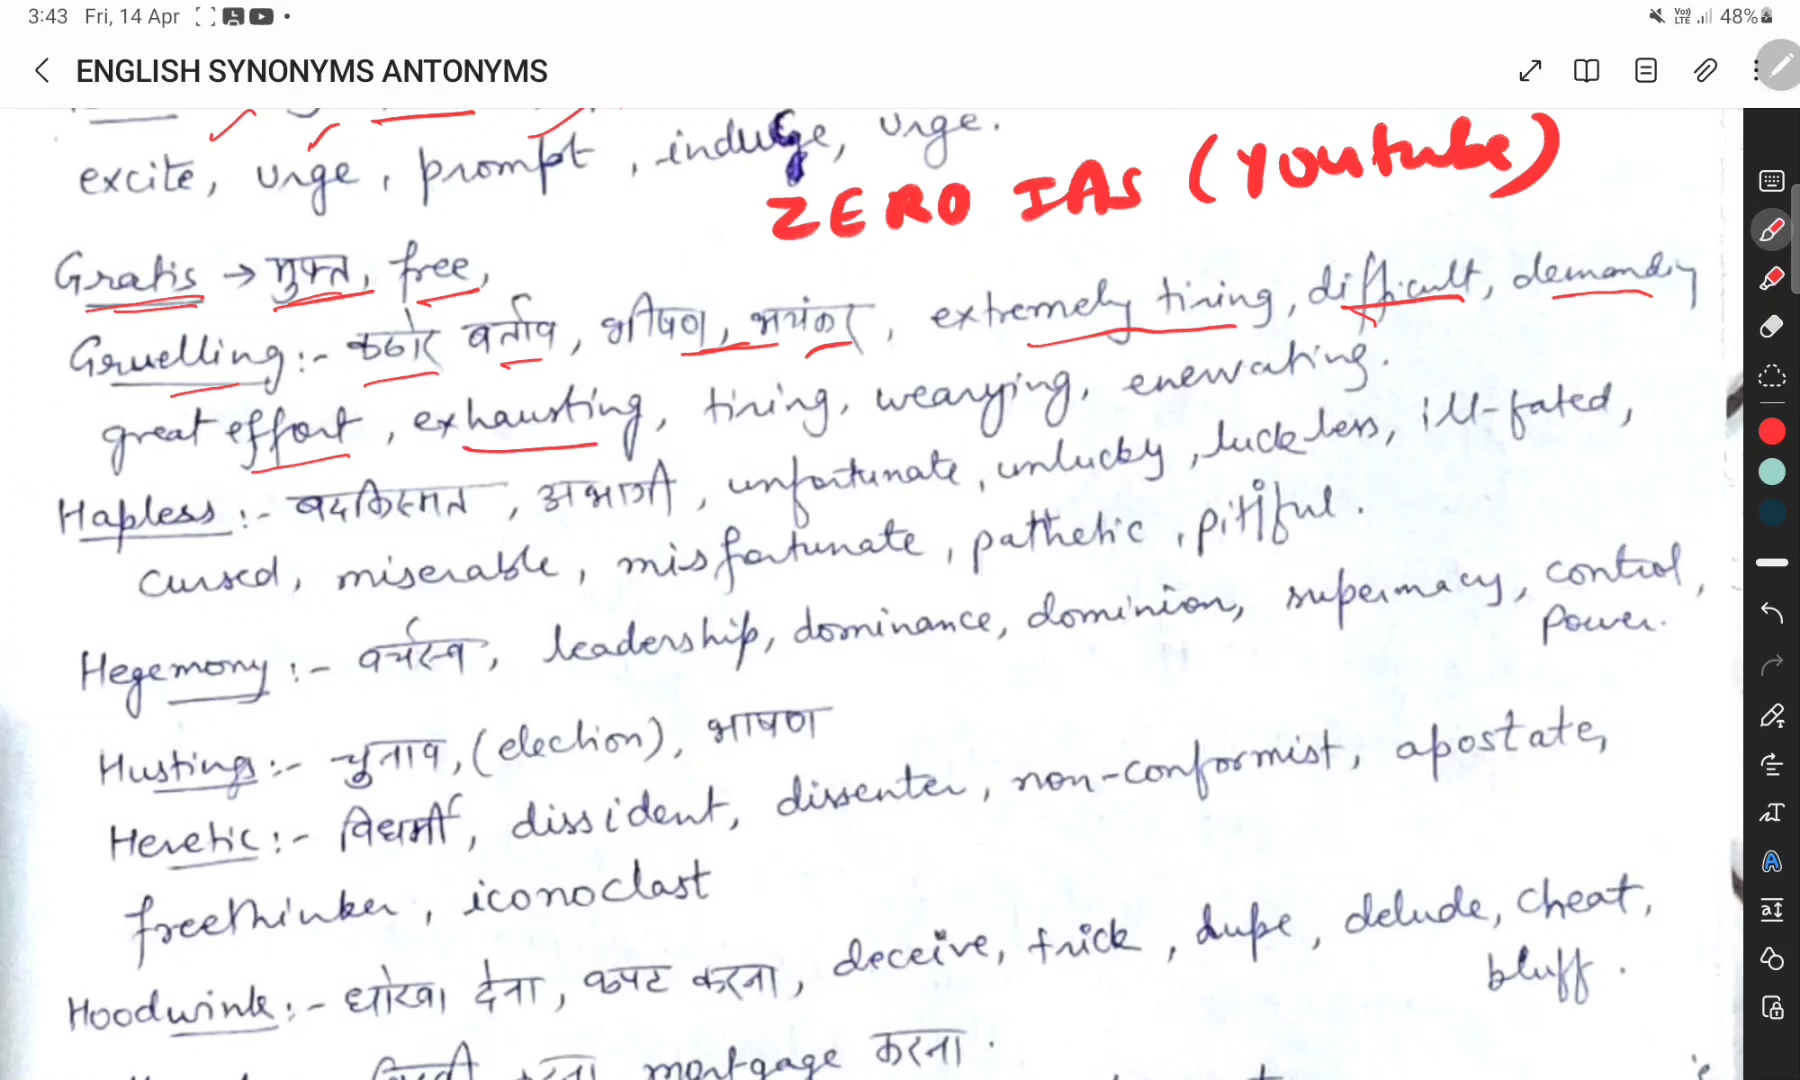 3:43 Fri, 14 Apr
48%
ENGLISH SYNONYMS ANTONYMS
excite, urge, prompt, indulge, urge.
ZERO IAS (Youtube)
Gratis → मुफ्त, free,
Gruelling :- कठोर बर्ताव, भीषण, भयंकर, extremely tiring, difficult, demanding
great effort, exhausting, tiring, wearying, enervating.
Hapless :- बदकिस्मत, अभागी, unfortunate, unlucky, luckless, ill-fated,
cursed, miserable, misfortunate, pathetic, pitiful.
Hegemony :- वर्चस्व, leadership, dominance, dominion, supermacy, control,
power.
Hustings :- चुनाव, (election), भाषण
Heretic :- विधर्मी, dissident, dissenter, non-conformist, apostate,
freethinker, iconoclast
Hoodwink :- धोखा देना, कपट करना, deceive, trick, dupe, delude, cheat,
bluff.
mortgage करना.